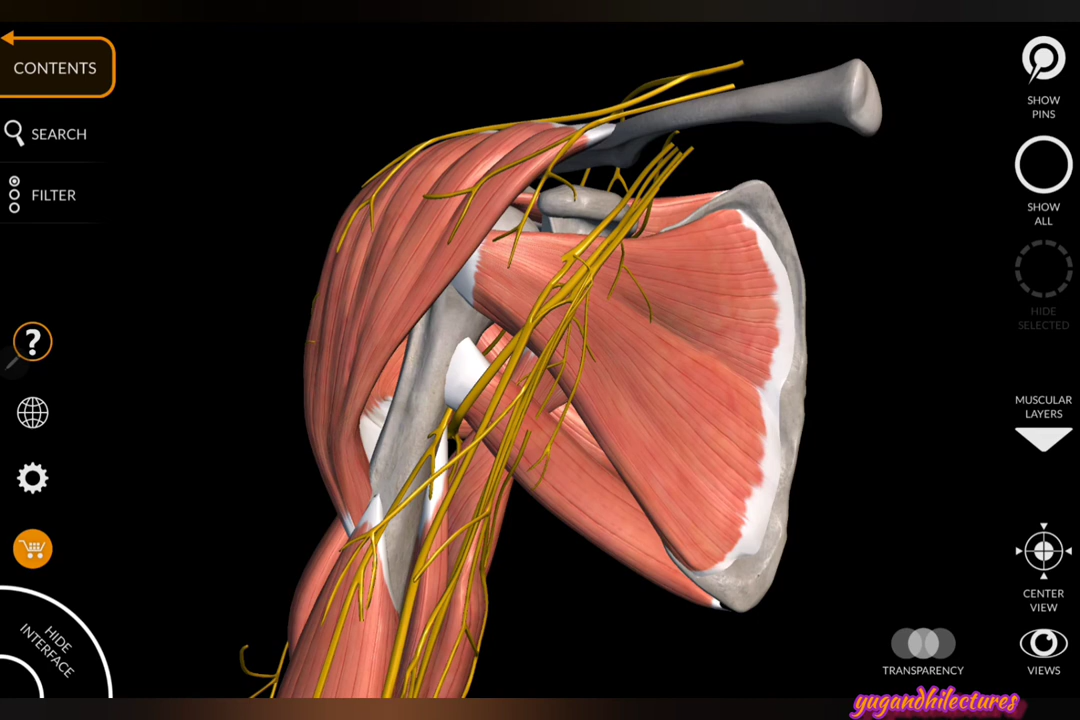 CONTENTS
SEARCH
FILTER
?
HIDE
INTERFACE
SHOW
PINS
SHOW
ALL
HIDE
SELECTED
MUSCULAR
LAYERS
CENTER
VIEW
TRANSPARENCY
VIEWS
yugandhilectures